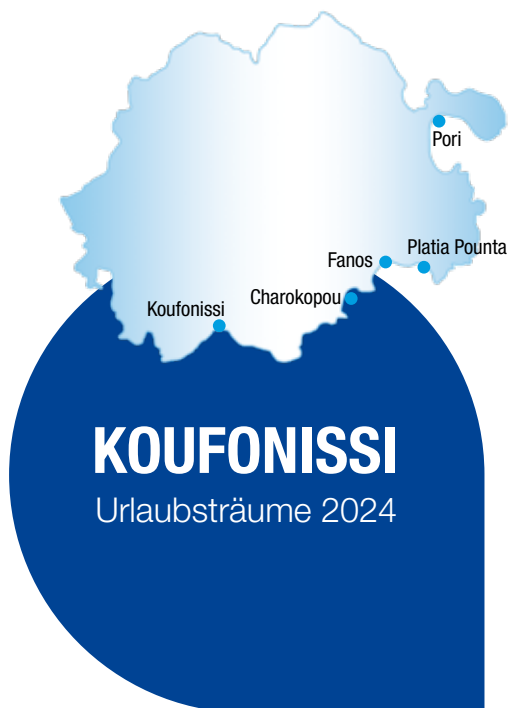 Pori
Platia Pounta
Fanos
Charokopou
Koufonissi
KOUFONISSI
Urlaubsträume 2024